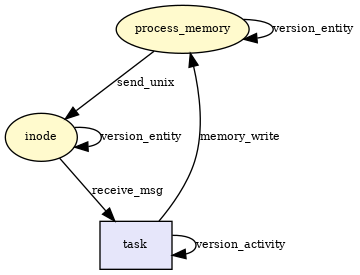 process_memory
version_entity
send_unix
inode
version_entity
memory_write
receive_msg
task
version_activity